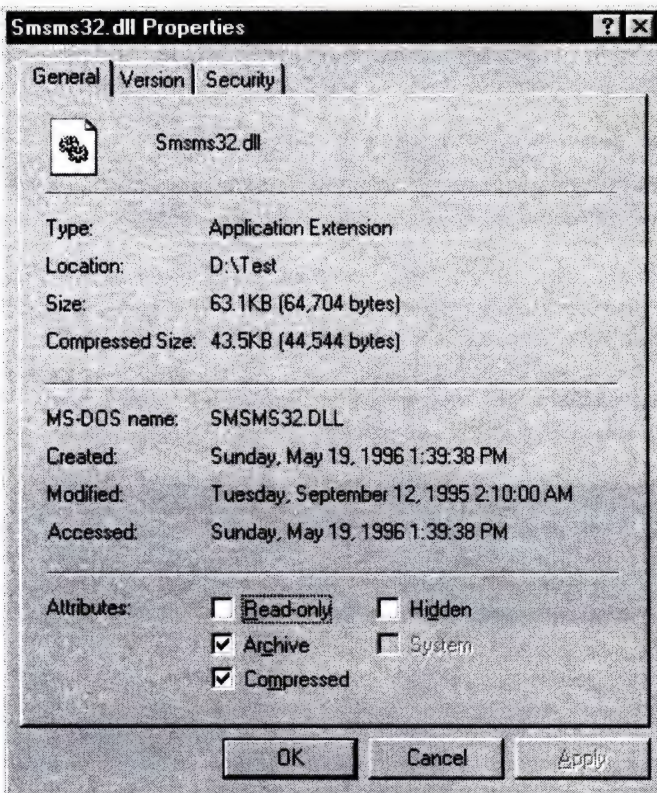 Smsms32.dll Properties
General Version Security
Smsms32.dll
Type: Application Extension
Location: D:\Test
Size: 63.1KB (64,704 bytes)
Compressed Size: 43.5KB (44,544 bytes)
MS-DOS name: SMSMS32.DLL
Created: Sunday, May 19, 1996 1:39:38 PM
Modified: Tuesday, September 12, 1995 2:10:00 AM
Accessed: Sunday, May 19, 1996 1:39:38 PM
Attributes: Read-only Hidden
Archive System
Compressed
OK Cancel Apply